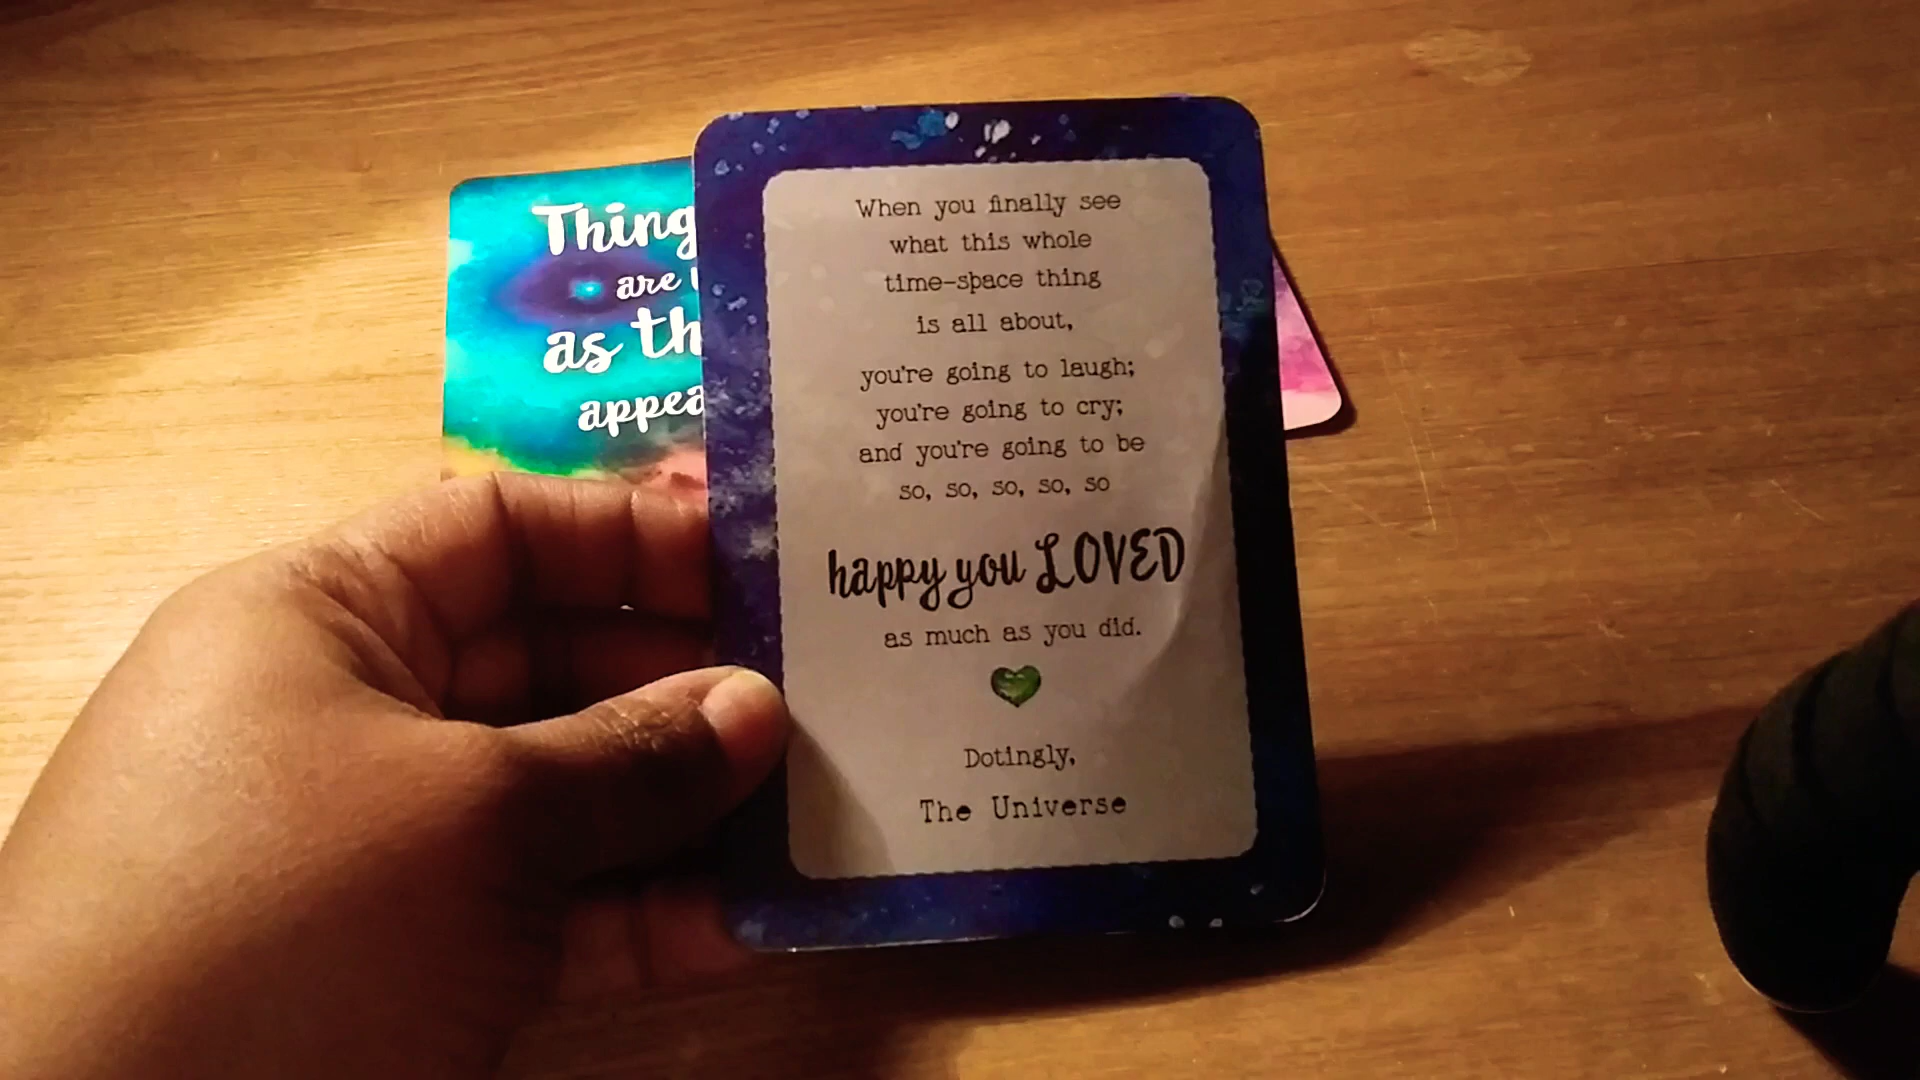 Thing
are
as th
appea
When you finally see
what this whole
time-space thing
is all about,
you're going to laugh;
you're going to cry;
and you're going to be
so, so, so, so, so
happy you LOVED
as much as you did.
Dotingly,
The Universe